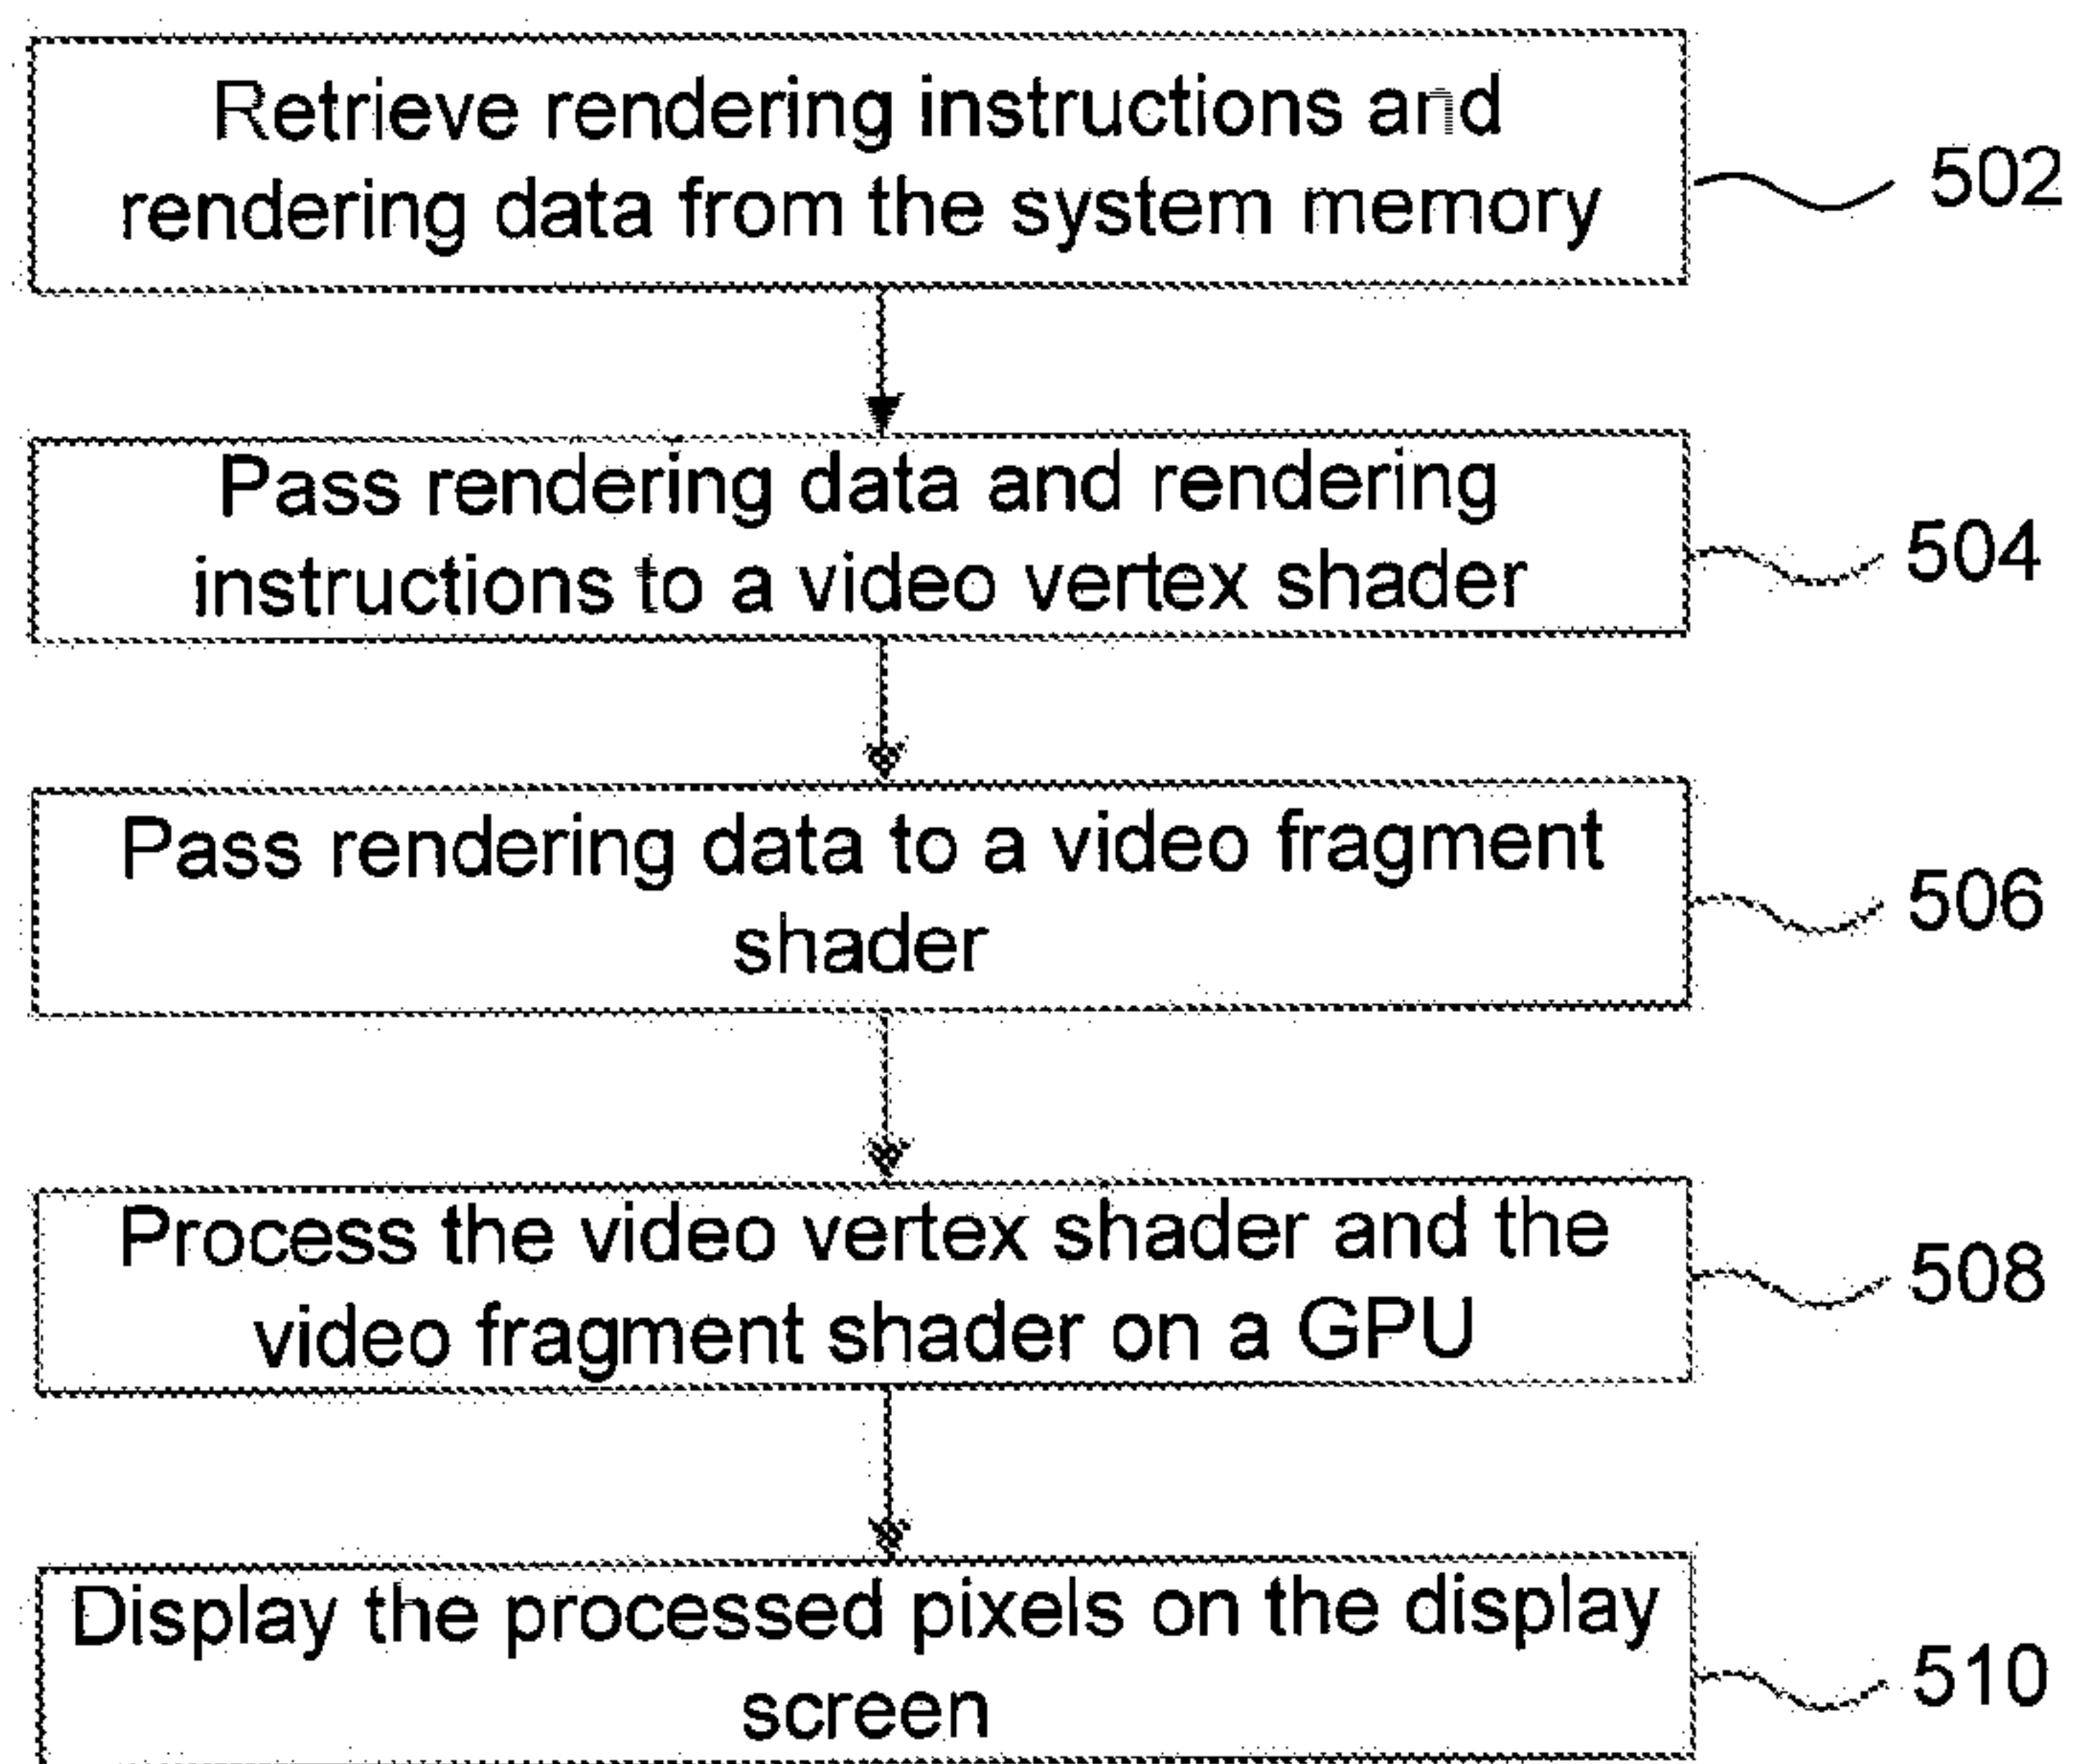 Retrieve rendering instructions and
rendering data from the system memory
502
Pass rendering data and rendering
instructions to a video vertex shader
504
Pass rendering data to a video fragment
shader
506
Process the video vertex shader and the
video fragment shader on a GPU
508
Display the processed pixels on the display
screen
510